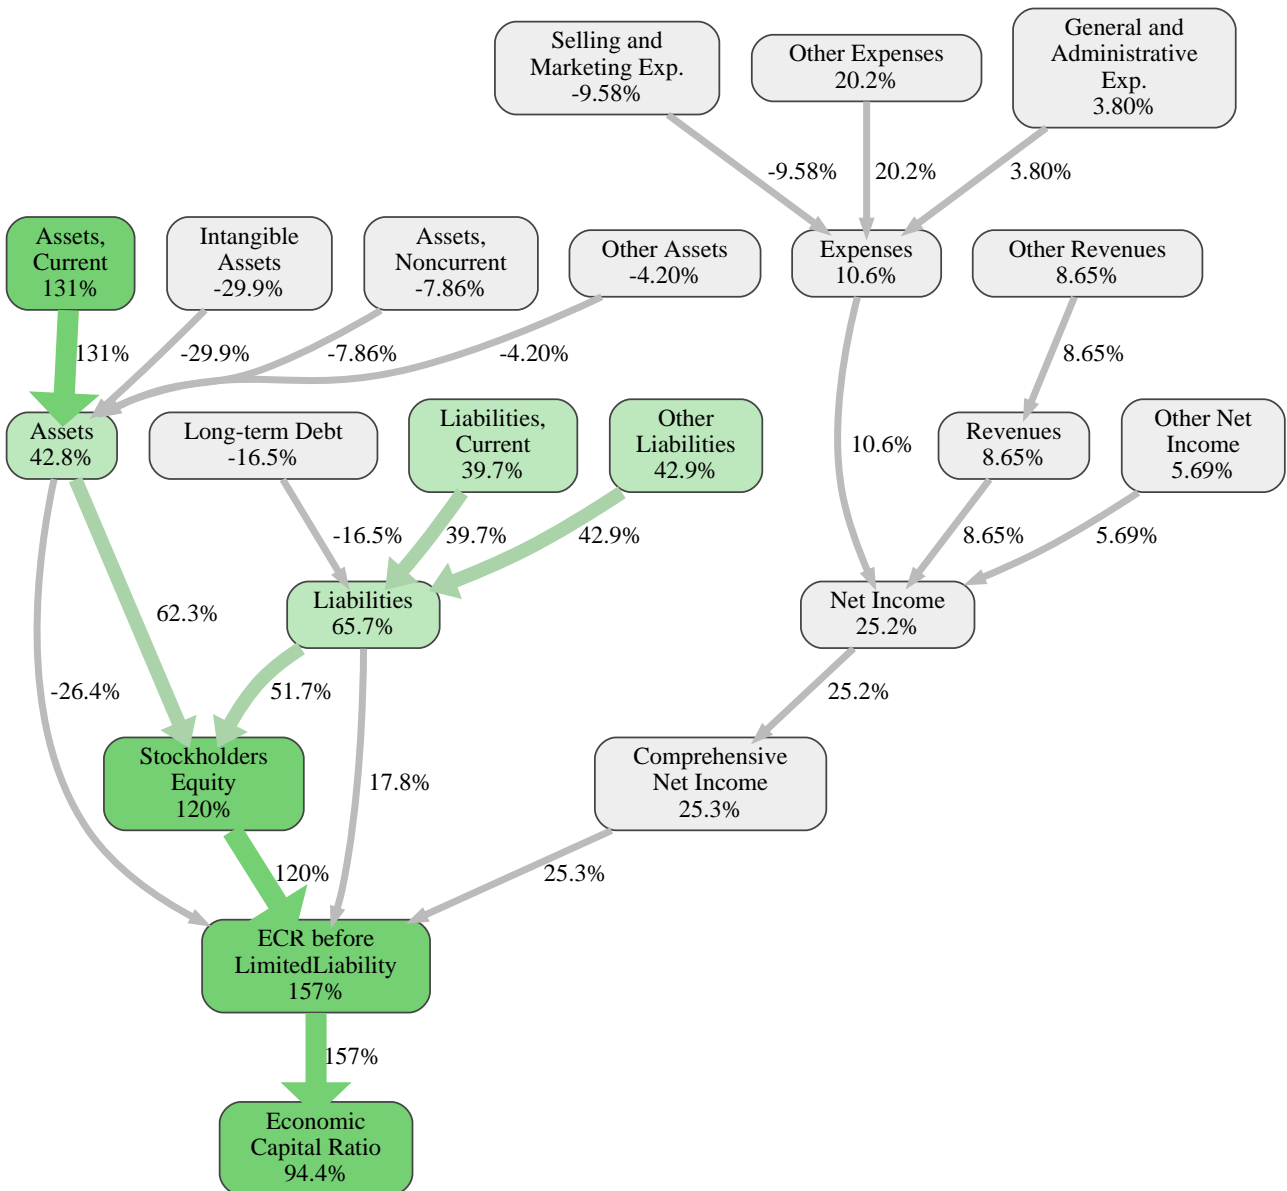 Selling and
Marketing Exp.
-9.58%
Other Expenses
20.2%
General and
Administrative
Exp.
3.80%
-9.58%
20.2%
3.80%
Assets,
Current
131%
Intangible
Assets
-29.9%
Assets,
Noncurrent
-7.86%
Other Assets
-4.20%
Expenses
10.6%
Other Revenues
8.65%
131%
-29.9%
-7.86%
-4.20%
8.65%
Assets
42.8%
Long-term Debt
-16.5%
Liabilities,
Current
39.7%
Other
Liabilities
42.9%
10.6%
Revenues
8.65%
Other Net
Income
5.69%
-16.5%
39.7%
42.9%
8.65%
5.69%
62.3%
Liabilities
65.7%
Net Income
25.2%
-26.4%
51.7%
25.2%
Stockholders
Equity
120%
17.8%
Comprehensive
Net Income
25.3%
120%
25.3%
ECR before
LimitedLiability
157%
157%
Economic
Capital Ratio
94.4%